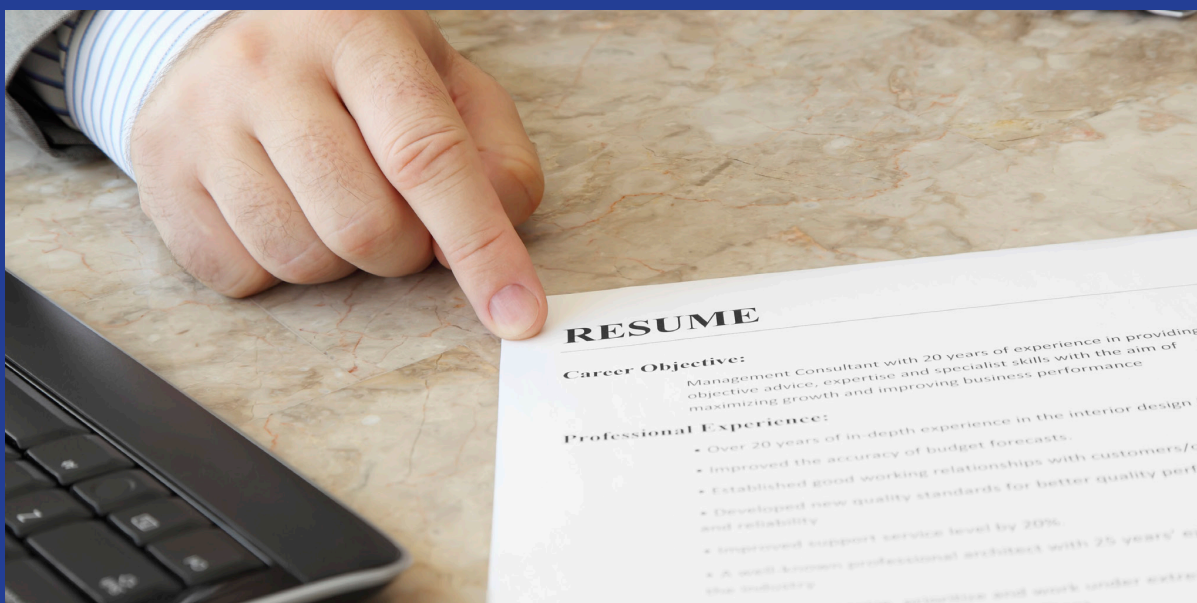 RESUME
Career Objective:
Management Consultant with 20 years of experience in providing
objective advice, expertise and specialist skills with the aim of
maximizing growth and improving business performance
Professional Experience:
• Over 20 years of in-depth experience in the interior design
• Improved the accuracy of budget forecasts.
• Established good working relationships with customers/
• Developed new quality standards for better quality
and reliability
• Improved support service level by 20%.
• A well-known professional architect with 25 years'
the industry
and work under